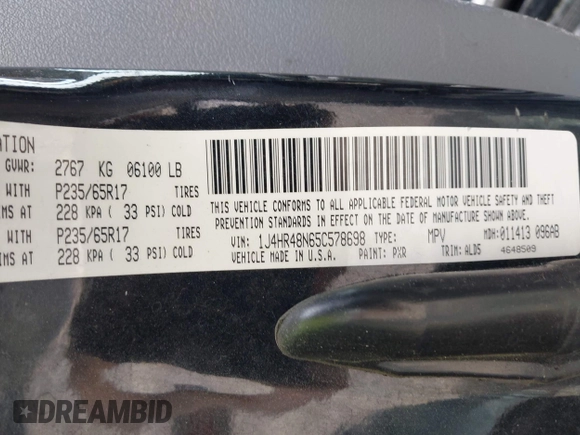 ATION
GVWR: 2767 KG 06100 LB
WITH P235/65R17 TIRES
IMS AT 228 KPA ( 33 PSI) COLD
WITH P235/65R17 TIRES
IMS AT 228 KPA ( 33 PSI) COLD
THIS VEHICLE CONFORMS TO ALL APPLICABLE FEDERAL MOTOR VEHICLE SAFETY AND THEFT
PREVENTION STANDARDS IN EFFECT ON THE DATE OF MANUFACTURE SHOWN ABOVE.
VIN: 1J4HR48N65C578698 TYPE: MPV MDH: 011413 096AB
VEHICLE MADE IN U.S.A. PAINT: PXR TRIM: ALD5 4648509
DREAMBID